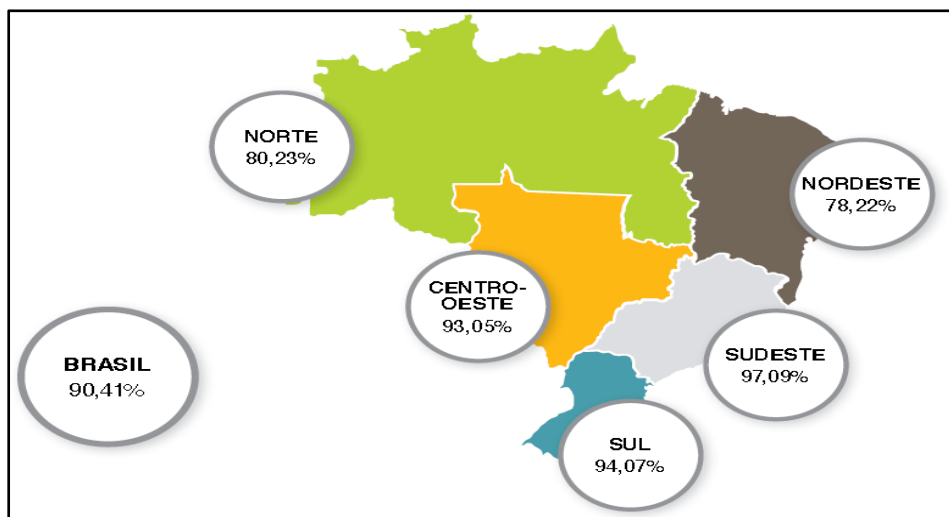 NORTE
80,23%
NORDESTE
78,22%
CENTRO-
OESTE
93,05%
BRASIL
90,41%
SUDESTE
97,09%
SUL
94,07%